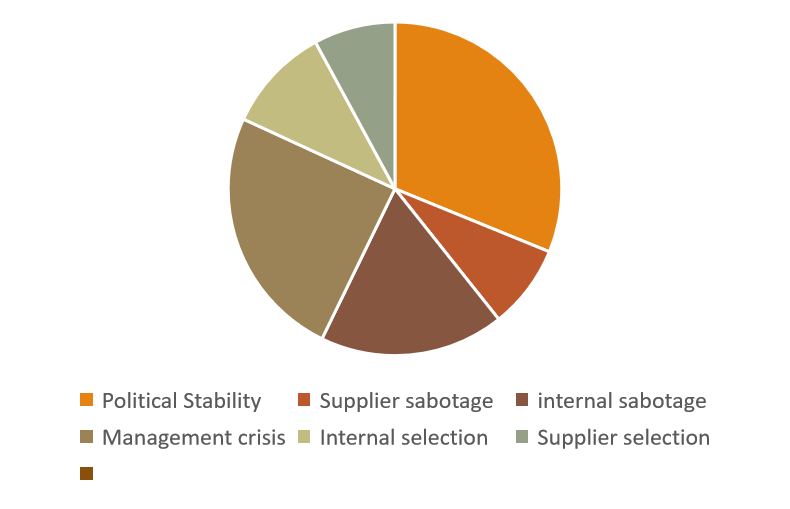 Political Stability Supplier sabotage internal sabotage
Management crisis Internal selection Supplier selection